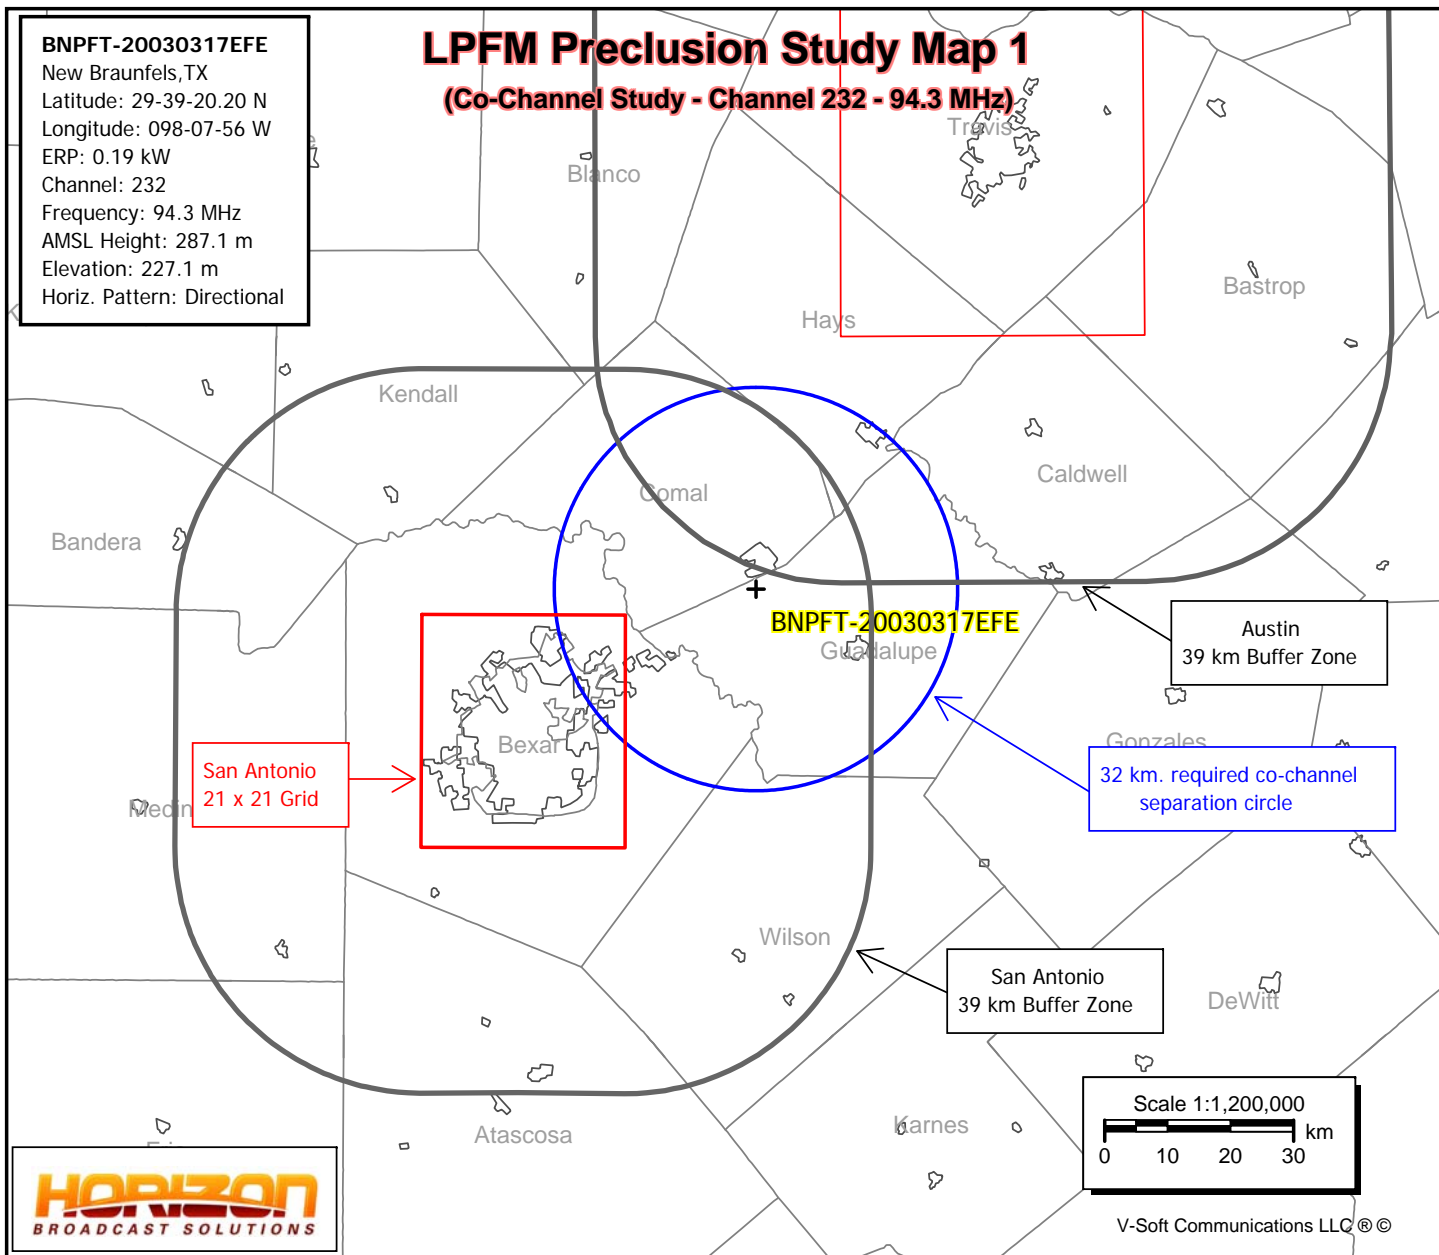 BNPFT-20030317EFE
New Braunfels,TX
Latitude: 29-39-20.20 N
Longitude: 098-07-56 W
ERP: 0.19 kW
Channel: 232
Frequency: 94.3 MHz
AMSL Height: 287.1 m
Elevation: 227.1 m
Horiz. Pattern: Directional
LPFM Preclusion Study Map 1
(Co-Channel Study - Channel 232 - 94.3 MHz)
Travis
Blanco
Bastrop
Hays
Kendall
Caldwell
Comal
Bandera
BNPFT-20030317EFE
Guadalupe
Austin
39 km Buffer Zone
Bexar
Gonzales
San Antonio
21 x 21 Grid
32 km. required co-channel
separation circle
Medin
Wilson
San Antonio
39 km Buffer Zone
DeWitt
Scale 1:1,200,000
km
0 10 20 30
Karnes
Atascosa
HORIZON
BROADCAST SOLUTIONS
V-Soft Communications LLC ® ©